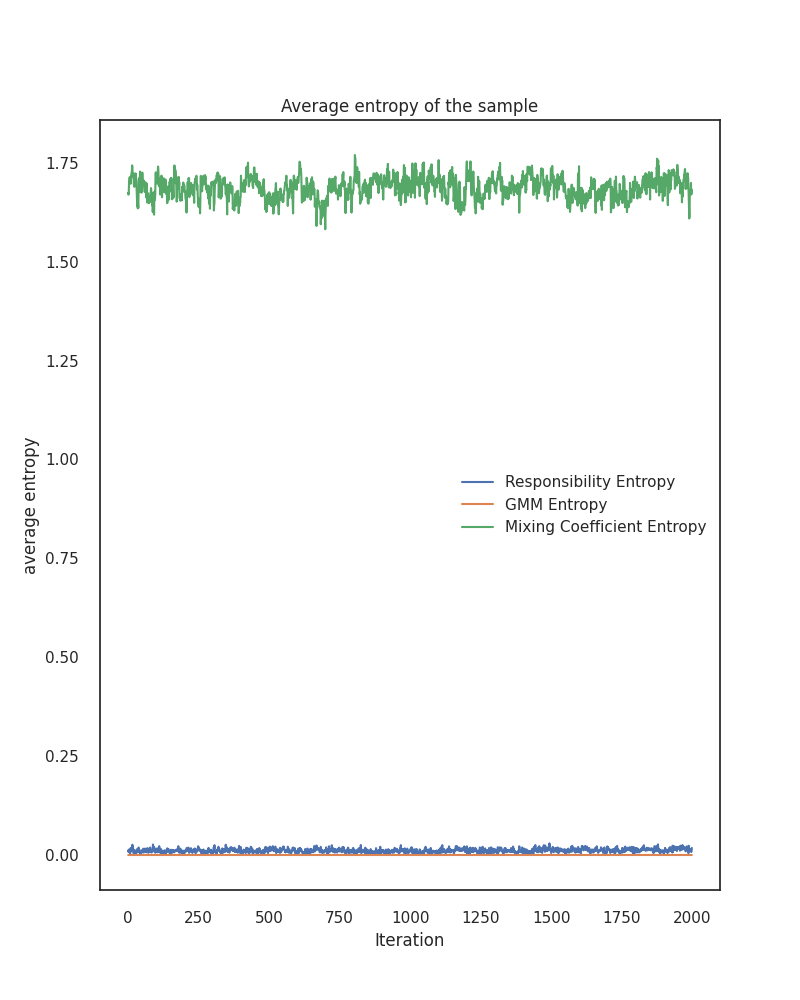 Average entropy of the sample
1.75
1.50
1.25
1.00
0.75
0.50
0.25
0.00
average entropy
Responsibility Entropy
GMM Entropy
Mixing Coefficient Entropy
0 250 500 750 1000 1250 1500 1750 2000
Iteration